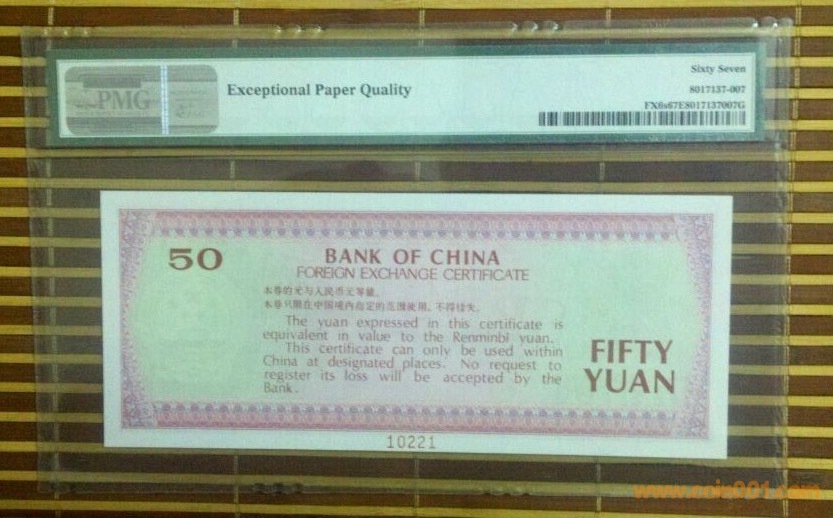 PMG
Exceptional Paper Quality
Sixty Seven
8017137-007
FX6s67E8017137007G
50
BANK OF CHINA
FOREIGN EXCHANGE CERTIFICATE
本券的元与人民币元等值。
本券只限在中国境内指定的范围使用，不得挂失。
The yuan expressed in this certificate is
equivalent in value to the Renminbi yuan.
This certificate can only be used within
China at designated places. No request to
register its loss will be accepted by the
Bank.
FIFTY
YUAN
10221
www.coin001.com